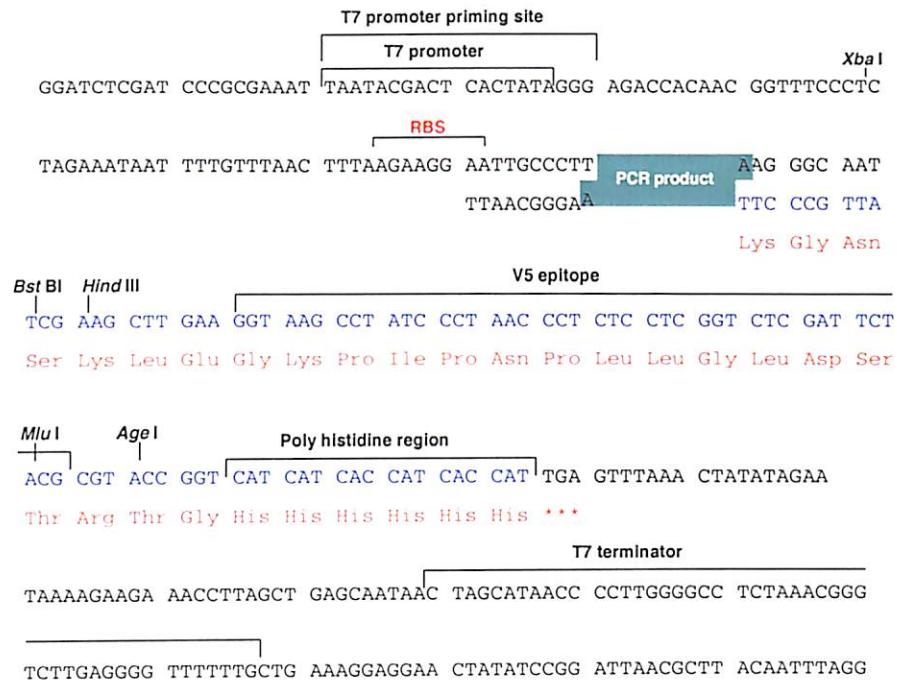 T7 promoter priming site
T7 promoter
Xba I
GGATCTCGAT CCCGCGAAAT TAATACGACT CACTATAGGG AGACCACAAC GGTTTCCCTC
RBS
TAGAAATAAT TTTGTTTAAC TTTAAGAAGG AATTGCCCTT PCR product AAG GGC AAT
TTAACGGGAA TTC CCG TTA
Lys Gly Asn
Bst BI Hind III V5 epitope
TCG AAG CTT GAA GGT AAG CCT ATC CCT AAC CCT CTC CTC GGT CTC GAT TCT
Ser Lys Leu Glu Gly Lys Pro Ile Pro Asn Pro Leu Leu Gly Leu Asp Ser
Mlu I Age I Poly histidine region
ACG CGT ACC GGT CAT CAT CAC CAT CAC CAT TGA GTTTAAA CTATATAGAA
Thr Arg Thr Gly His His His His His His ***
T7 terminator
TAAAAGAAGA AACCTTAGCT GAGCAATAAC TAGCATAACC CCTTGGGGCC TCTAAACGGG
TCTTGAGGGG TTTTTTGCTG AAAGGAGGAA CTATATCCGG ATTAACGCTT ACAATTTAGG